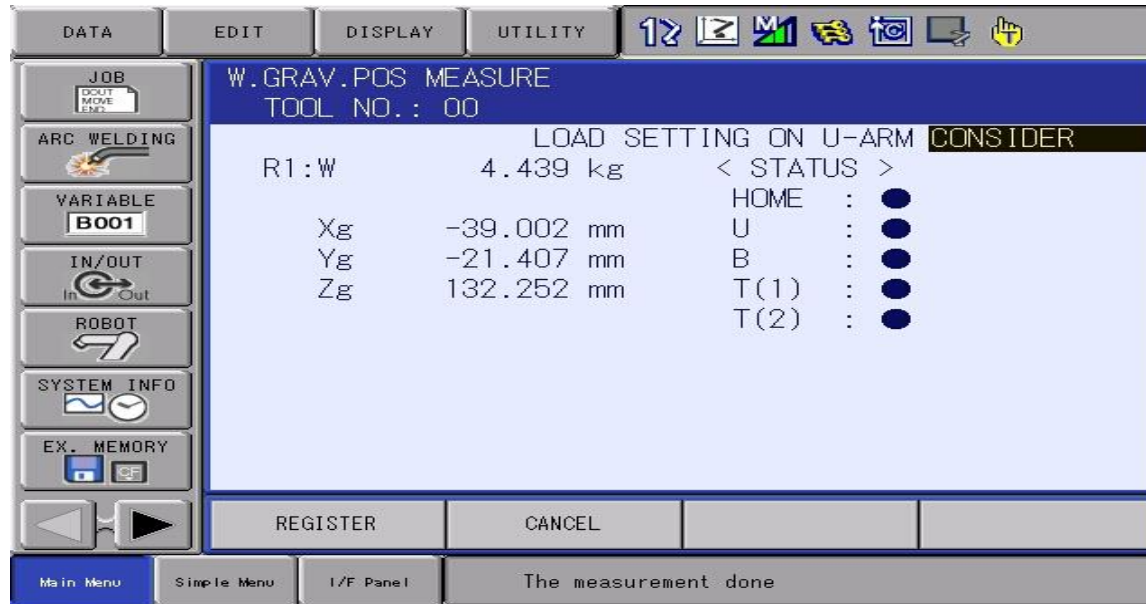 DATA EDIT DISPLAY UTILITY
JOB
DOUT
MOVE
END
ARC WELDING
VARIABLE
B001
IN/OUT
In Out
ROBOT
SYSTEM INFO
EX. MEMORY
CF
W.GRAV.POS MEASURE
TOOL NO.: 00
LOAD SETTING ON U-ARM CONSIDER
R1:W 4.439 kg < STATUS >
HOME : ●
Xg -39.002 mm U : ●
Yg -21.407 mm B : ●
Zg 132.252 mm T(1) : ●
T(2) : ●
REGISTER CANCEL
Main Menu Simple Menu I/F Panel The measurement done